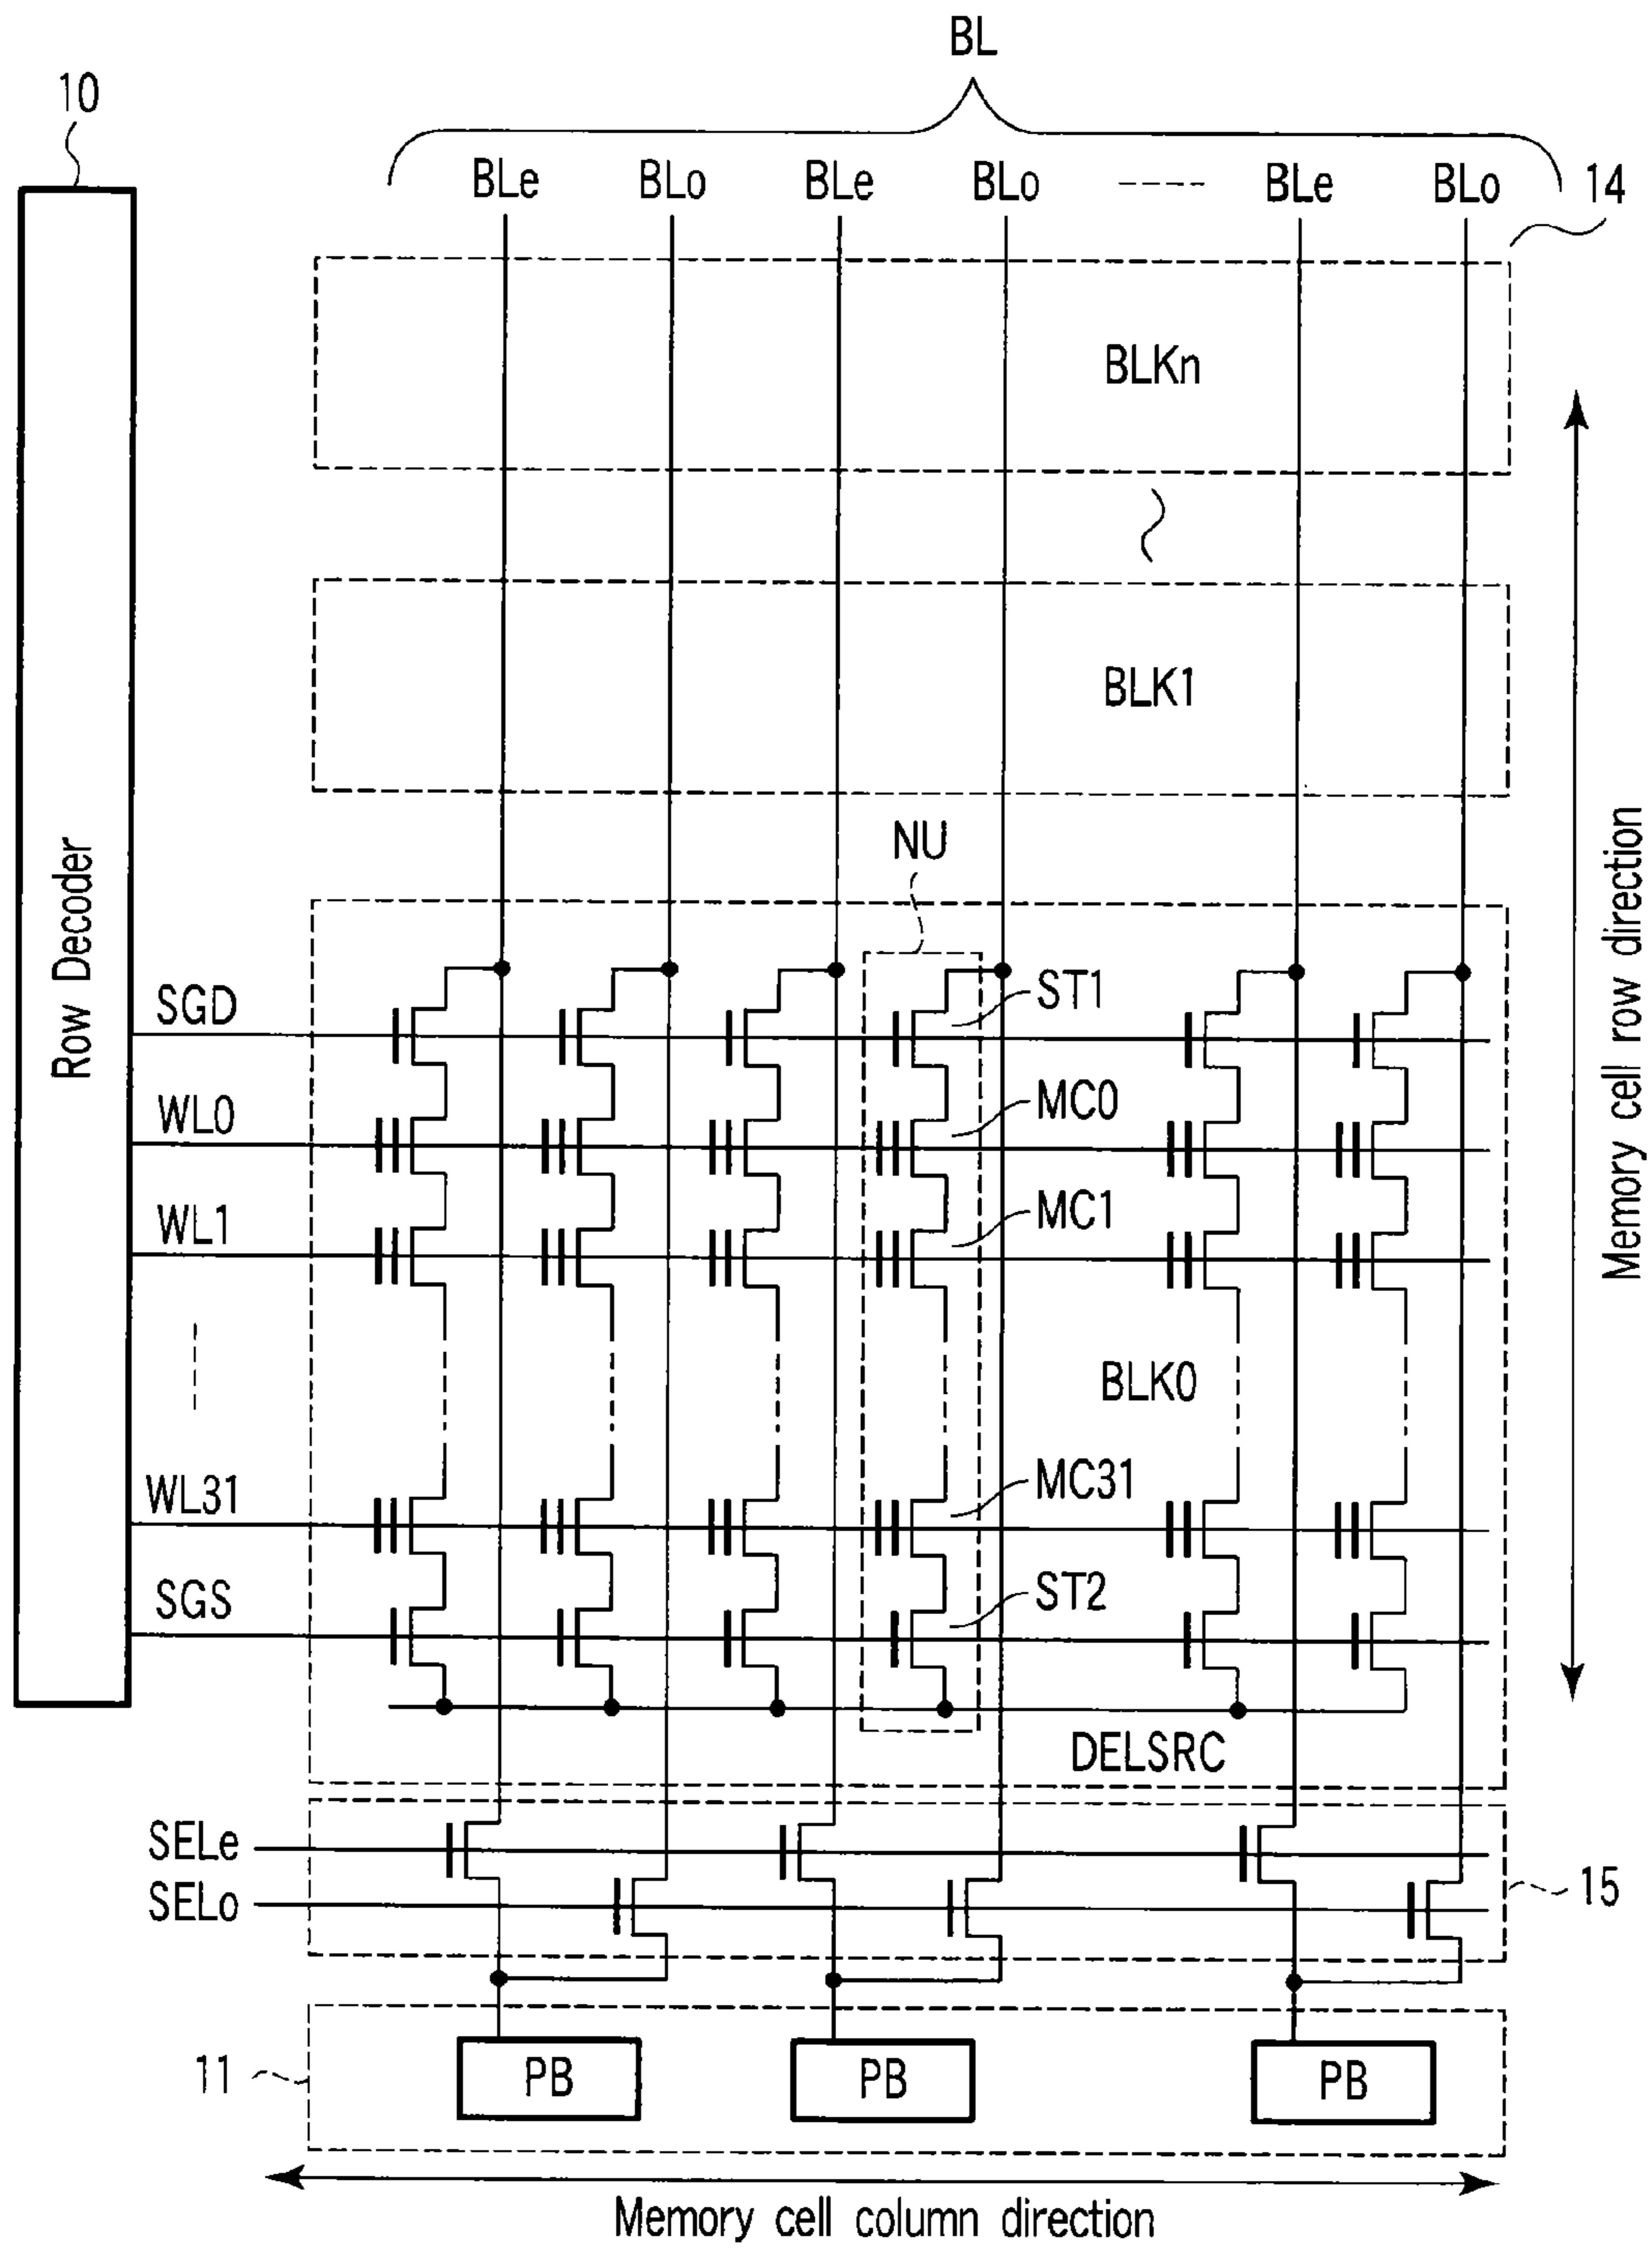 BL
10
BLe BLo BLe BLo BLe BLo
14
BLKn
BLK1
NU
Row Decoder
Memory cell row direction
SGD
ST1
WL0
MC0
WL1
MC1
BLK0
WL31
MC31
SGS
ST2
DELSRC
SELe
SELo
15
11
PB PB PB
Memory cell column direction